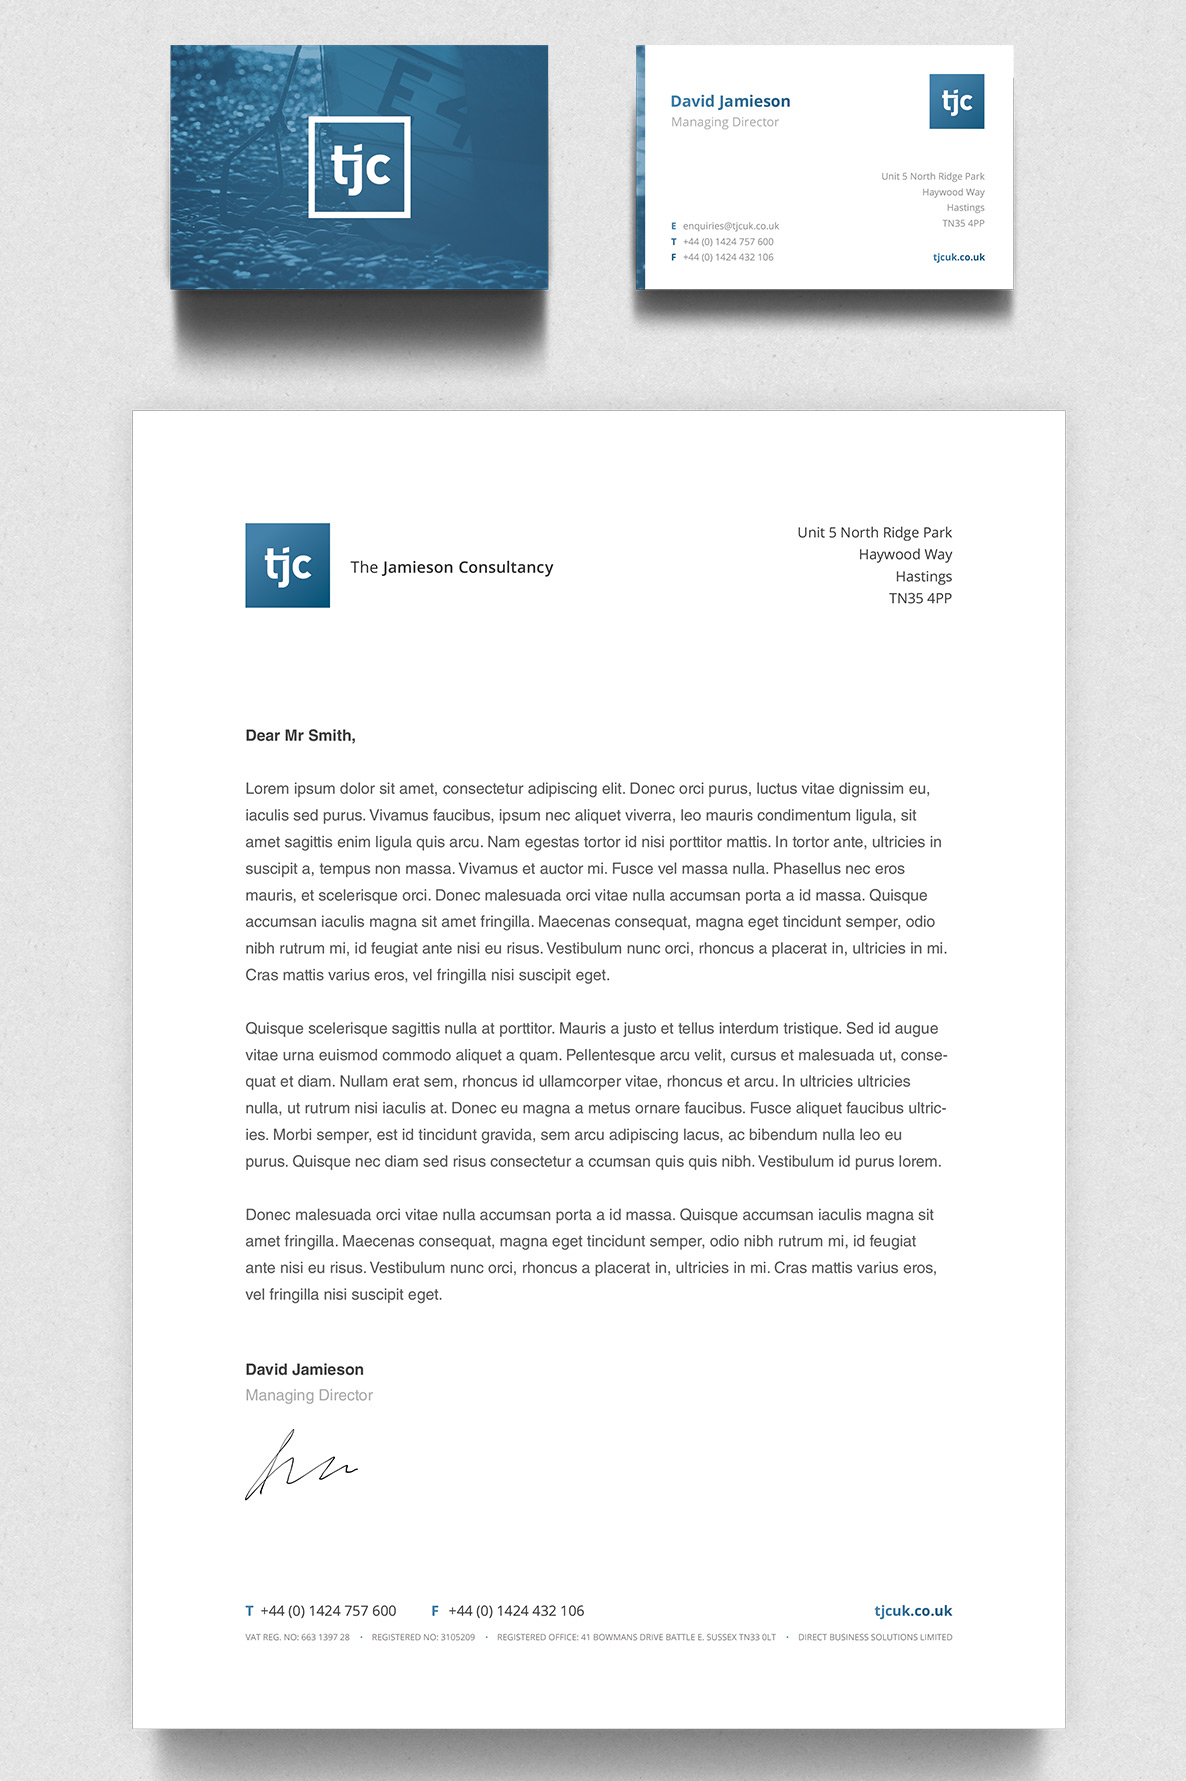 E4
tjc
David Jamieson
Managing Director
tjc
Unit 5 North Ridge Park
Haywood Way
Hastings
TN35 4PP
E enquiries@tjcuk.co.uk
T +44 (0) 1424 757 600
F +44 (0) 1424 432 106
tjcuk.co.uk
tjc
The Jamieson Consultancy
Unit 5 North Ridge Park
Haywood Way
Hastings
TN35 4PP
Dear Mr Smith,
Lorem ipsum dolor sit amet, consectetur adipiscing elit. Donec orci purus, luctus vitae dignissim eu,
iaculis sed purus. Vivamus faucibus, ipsum nec aliquet viverra, leo mauris condimentum ligula, sit
amet sagittis enim ligula quis arcu. Nam egestas tortor id nisi porttitor mattis. In tortor ante, ultricies in
suscipit a, tempus non massa. Vivamus et auctor mi. Fusce vel massa nulla. Phasellus nec eros
mauris, et scelerisque orci. Donec malesuada orci vitae nulla accumsan porta a id massa. Quisque
accumsan iaculis magna sit amet fringilla. Maecenas consequat, magna eget tincidunt semper, odio
nibh rutrum mi, id feugiat ante nisi eu risus. Vestibulum nunc orci, rhoncus a placerat in, ultricies in mi.
Cras mattis varius eros, vel fringilla nisi suscipit eget.
Quisque scelerisque sagittis nulla at porttitor. Mauris a justo et tellus interdum tristique. Sed id augue
vitae urna euismod commodo aliquet a quam. Pellentesque arcu velit, cursus et malesuada ut, conse-
quat et diam. Nullam erat sem, rhoncus id ullamcorper vitae, rhoncus et arcu. In ultricies ultricies
nulla, ut rutrum nisi iaculis at. Donec eu magna a metus ornare faucibus. Fusce aliquet faucibus ultric-
ies. Morbi semper, est id tincidunt gravida, sem arcu adipiscing lacus, ac bibendum nulla leo eu
purus. Quisque nec diam sed risus consectetur a ccumsan quis quis nibh. Vestibulum id purus lorem.
Donec malesuada orci vitae nulla accumsan porta a id massa. Quisque accumsan iaculis magna sit
amet fringilla. Maecenas consequat, magna eget tincidunt semper, odio nibh rutrum mi, id feugiat
ante nisi eu risus. Vestibulum nunc orci, rhoncus a placerat in, ultricies in mi. Cras mattis varius eros,
vel fringilla nisi suscipit eget.
David Jamieson
Managing Director
T +44 (0) 1424 757 600 F +44 (0) 1424 432 106 tjcuk.co.uk
VAT REG. NO: 663 1397 28 • REGISTERED NO: 3105209 • REGISTERED OFFICE: 41 BOWMANS DRIVE BATTLE E. SUSSEX TN33 0LT • DIRECT BUSINESS SOLUTIONS LIMITED